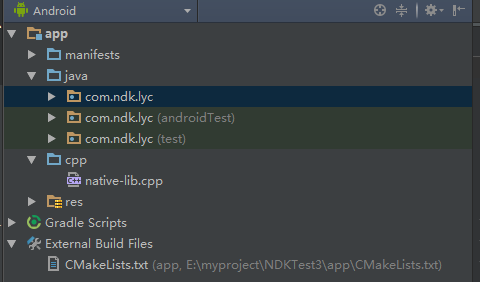 Android
app
manifests
java
com.ndk.lyc
com.ndk.lyc (androidTest)
com.ndk.lyc (test)
cpp
native-lib.cpp
res
Gradle Scripts
External Build Files
CMakeLists.txt (app, E:\myproject\NDKTest3\app\CMakeLists.txt)